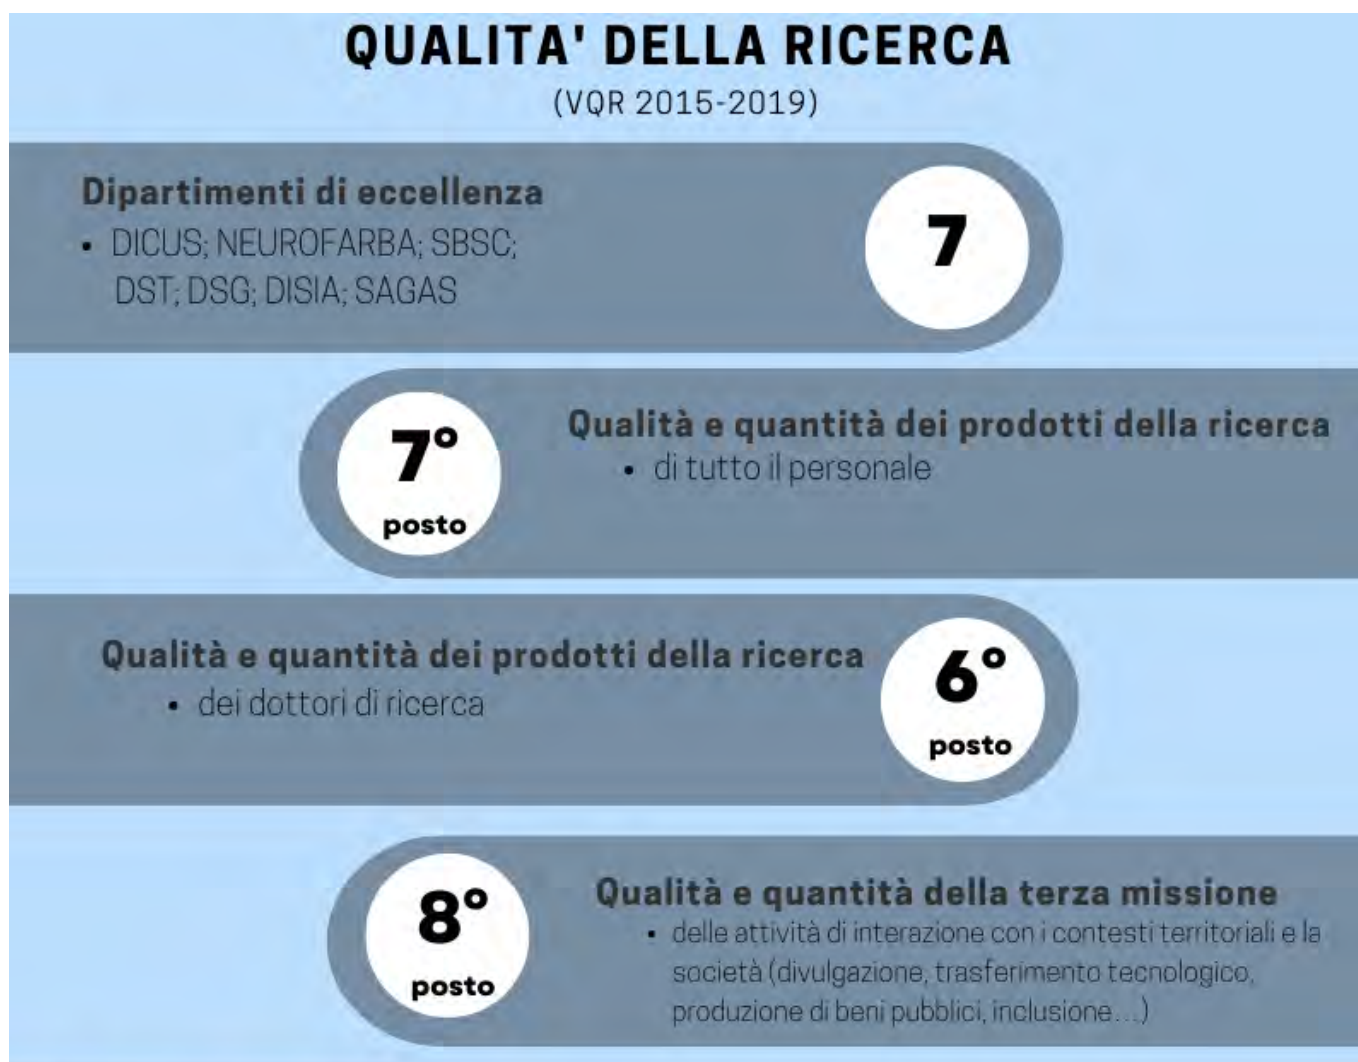 QUALITA' DELLA RICERCA
(VQR 2015-2019)
Dipartimenti di eccellenza
• DICUS; NEUROFARBA; SBSC;
DST; DSG; DISIA; SAGAS
7
7°
posto
Qualità e quantità dei prodotti della ricerca
• di tutto il personale
Qualità e quantità dei prodotti della ricerca
• dei dottori di ricerca
6°
posto
8°
posto
Qualità e quantità della terza missione
• delle attività di interazione con i contesti territoriali e la
società (divulgazione, trasferimento tecnologico,
produzione di beni pubblici, inclusione...)